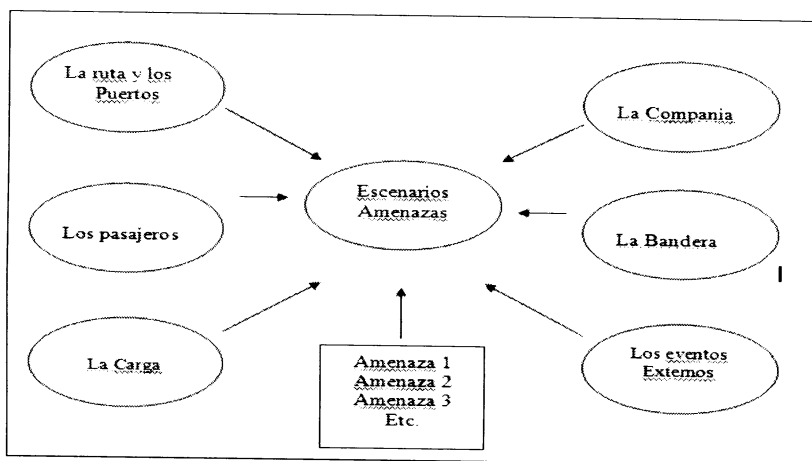 La ruta y los
Puertos
La Compania
Escenarios
Amenazas
Los pasajeros
La Bandera
La Carga
Amenaza 1
Amenaza 2
Amenaza 3
Etc.
Los eventos
Externos